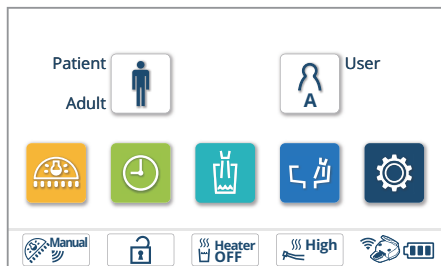 Patient
Adult
User
A
Manual
Heater
OFF
High